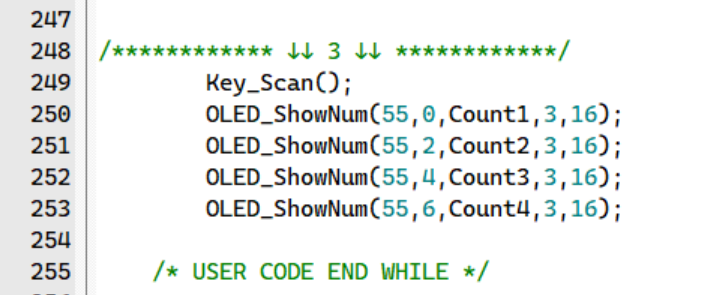 247
248 /************ ↓↓ 3 ↓↓ ************/
249 Key_Scan();
250 OLED_ShowNum(55,0,Count1,3,16);
251 OLED_ShowNum(55,2,Count2,3,16);
252 OLED_ShowNum(55,4,Count3,3,16);
253 OLED_ShowNum(55,6,Count4,3,16);
254
255 /* USER CODE END WHILE */